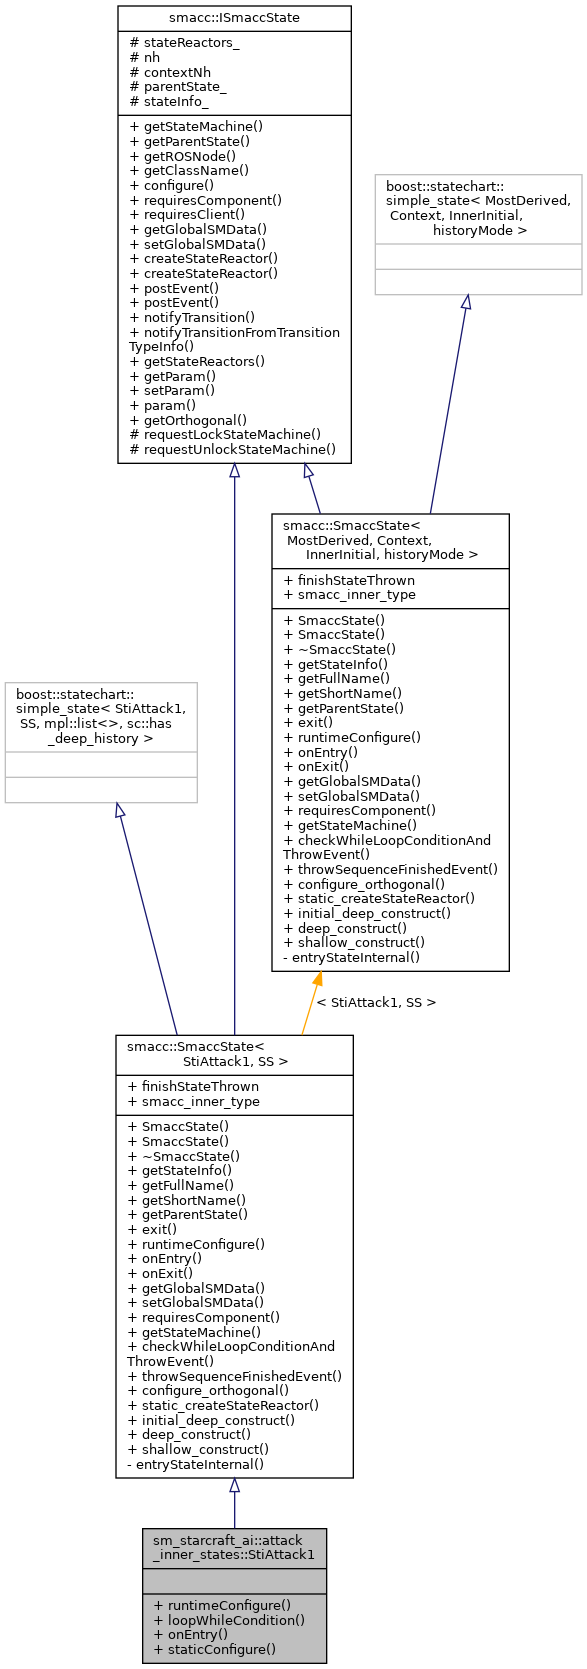 smacc::ISmaccState
# stateReactors_
# nh
# contextNh
# parentState_
# stateInfo_
+ getStateMachine()
+ getParentState()
+ getROSNode()
+ getClassName()
+ configure()
+ requiresComponent()
+ requiresClient()
+ getGlobalSMData()
+ setGlobalSMData()
+ createStateReactor()
+ createStateReactor()
+ postEvent()
+ postEvent()
+ notifyTransition()
+ notifyTransitionFromTransition
TypeInfo()
+ getStateReactors()
+ getParam()
+ setParam()
+ param()
+ getOrthogonal()
# requestLockStateMachine()
# requestUnlockStateMachine()
boost::statechart::
simple_state< MostDerived,
Context, InnerInitial,
historyMode >
smacc::SmaccState<
MostDerived, Context,
InnerInitial, historyMode >
+ finishStateThrown
+ smacc_inner_type
+ SmaccState()
+ SmaccState()
+ ~SmaccState()
+ getStateInfo()
+ getFullName()
+ getShortName()
+ getParentState()
+ exit()
+ runtimeConfigure()
+ onEntry()
+ onExit()
+ getGlobalSMData()
+ setGlobalSMData()
+ requiresComponent()
+ getStateMachine()
+ checkWhileLoopConditionAnd
ThrowEvent()
+ throwSequenceFinishedEvent()
+ configure_orthogonal()
+ static_createStateReactor()
+ initial_deep_construct()
+ deep_construct()
+ shallow_construct()
- entryStateInternal()
boost::statechart::
simple_state< StiAttack1,
SS, mpl::list<>, sc::has
_deep_history >
< StiAttack1, SS >
smacc::SmaccState<
StiAttack1, SS >
+ finishStateThrown
+ smacc_inner_type
+ SmaccState()
+ SmaccState()
+ ~SmaccState()
+ getStateInfo()
+ getFullName()
+ getShortName()
+ getParentState()
+ exit()
+ runtimeConfigure()
+ onEntry()
+ onExit()
+ getGlobalSMData()
+ setGlobalSMData()
+ requiresComponent()
+ getStateMachine()
+ checkWhileLoopConditionAnd
ThrowEvent()
+ throwSequenceFinishedEvent()
+ configure_orthogonal()
+ static_createStateReactor()
+ initial_deep_construct()
+ deep_construct()
+ shallow_construct()
- entryStateInternal()
sm_starcraft_ai::attack
_inner_states::StiAttack1
+ runtimeConfigure()
+ loopWhileCondition()
+ onEntry()
+ staticConfigure()